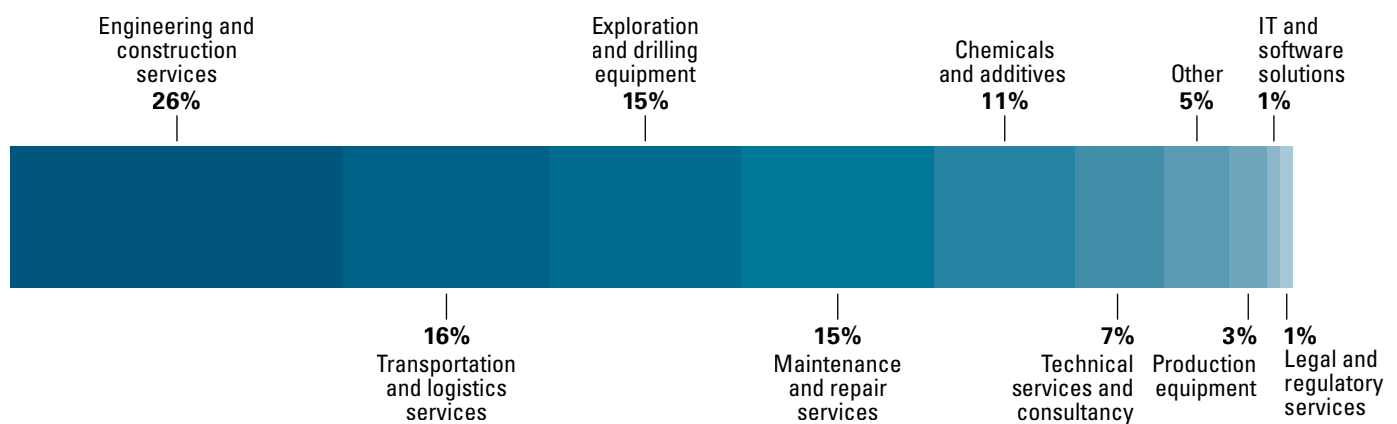 Engineering and
construction
services
26%
16%
Transportation
and logistics
services
Exploration
and drilling
equipment
15%
15%
Maintenance
and repair
services
Chemicals
and additives
11%
7%
Technical
services and
consultancy
Other
5%
3%
Production
equipment
IT and
software
solutions
1%
1%
Legal and
regulatory
services